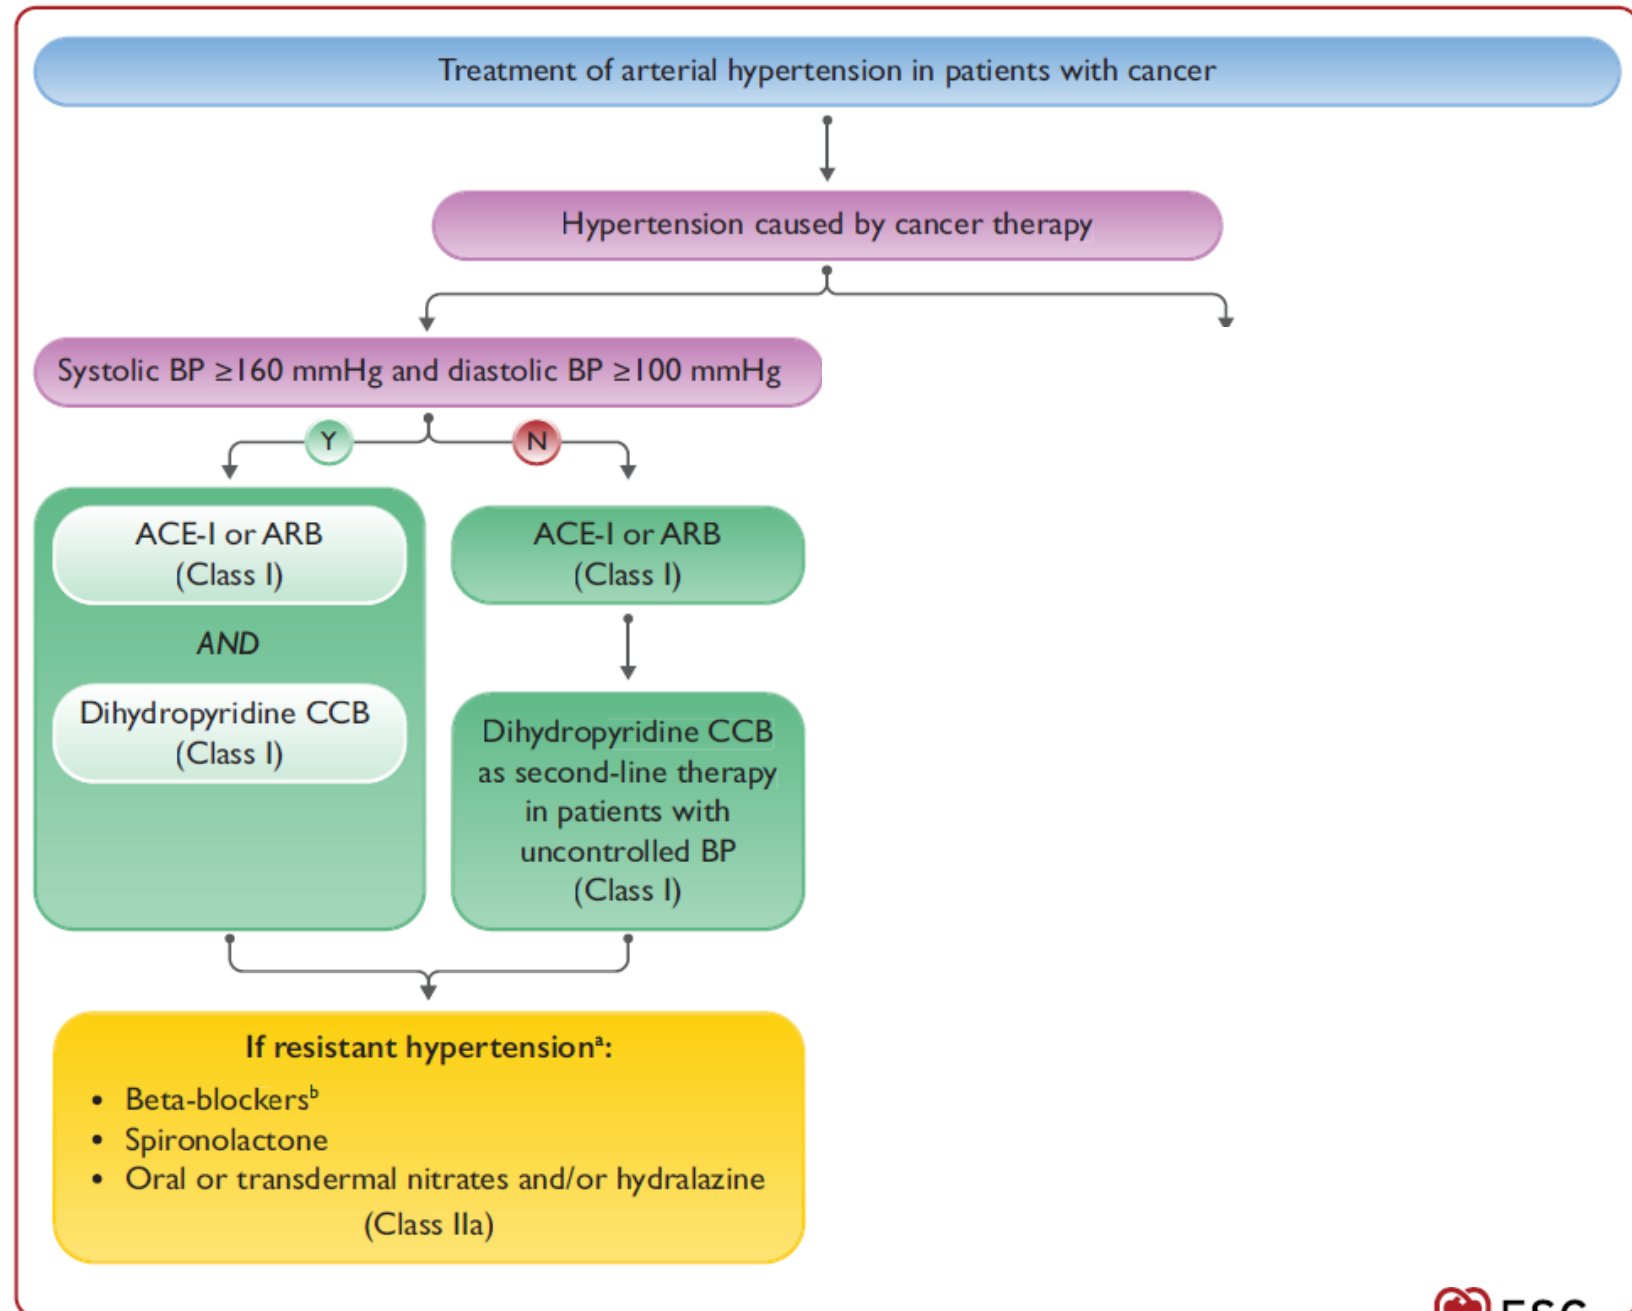 Treatment of arterial hypertension in patients with cancer
Hypertension caused by cancer therapy
Systolic BP ≥160 mmHg and diastolic BP ≥100 mmHg
Y
N
ACE-I or ARB
(Class I)
AND
Dihydropyridine CCB
(Class I)
ACE-I or ARB
(Class I)
Dihydropyridine CCB
as second-line therapy
in patients with
uncontrolled BP
(Class I)
If resistant hypertensionᵃ:
• Beta-blockersᵇ
• Spironolactone
• Oral or transdermal nitrates and/or hydralazine
(Class IIa)
ESC